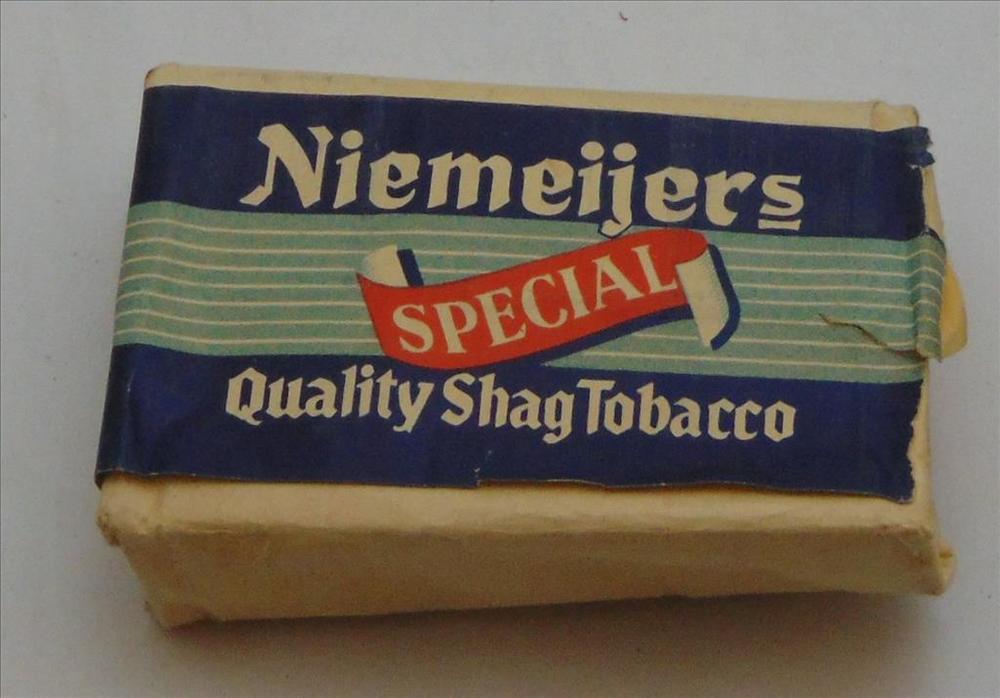 Niemeijers
SPECIAL
Quality Shag Tobacco